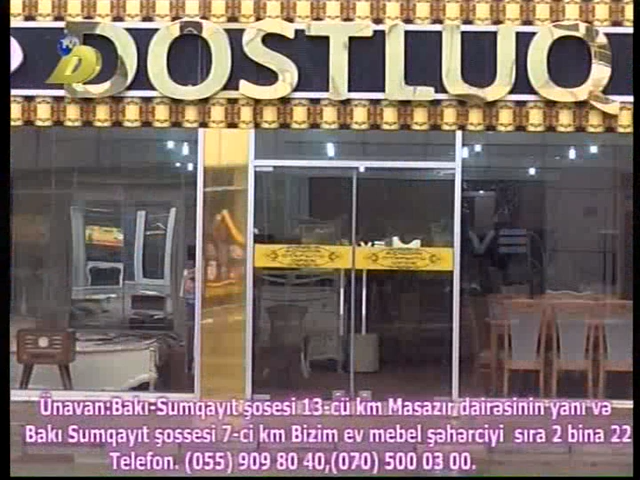 DOSTLUQ
Ünavan:Bakı-Sumqayıt şosesi 13-cü km Masazır dairəsinin yanı və
Bakı Sumqayıt şossesi 7-ci km Bizim ev mebel şəhərciyi sıra 2 bina 22
Telefon. (055) 909 80 40,(070) 500 03 00.